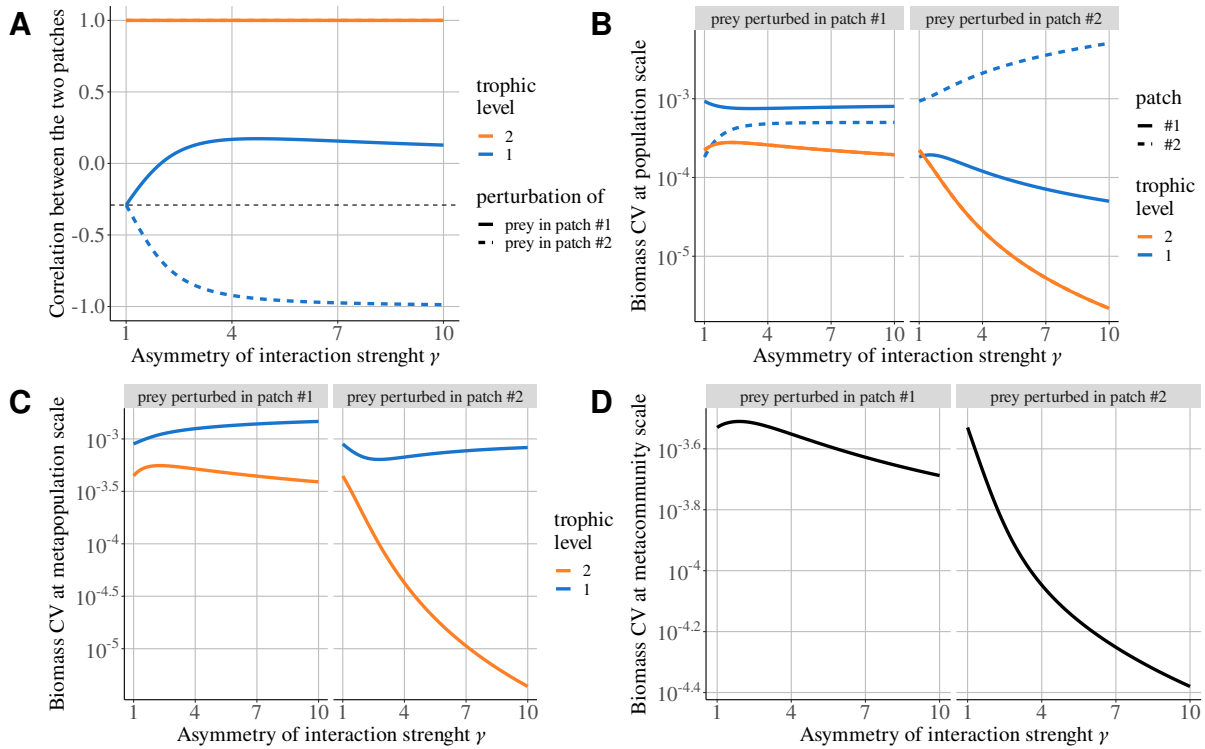 A
Correlation between the two patches
1.0
0.5
0.0
-0.5
-1.0
1 4 7 10
Asymmetry of interaction strenght γ
trophic
level
2
1
perturbation of
prey in patch #1
prey in patch #2
B
prey perturbed in patch #1
prey perturbed in patch #2
Biomass CV at population scale
10-3
10-4
10-5
1 4 7 10
1 4 7 10
Asymmetry of interaction strenght γ
patch
#1
#2
trophic
level
2
1
C
prey perturbed in patch #1
prey perturbed in patch #2
Biomass CV at metapopulation scale
10-3
10-3.5
10-4
10-4.5
10-5
1 4 7 10
1 4 7 10
Asymmetry of interaction strenght γ
trophic
level
2
1
D
prey perturbed in patch #1
prey perturbed in patch #2
Biomass CV at metacommunity scale
10-3.6
10-3.8
10-4
10-4.2
10-4.4
1 4 7 10
1 4 7 10
Asymmetry of interaction strenght γ